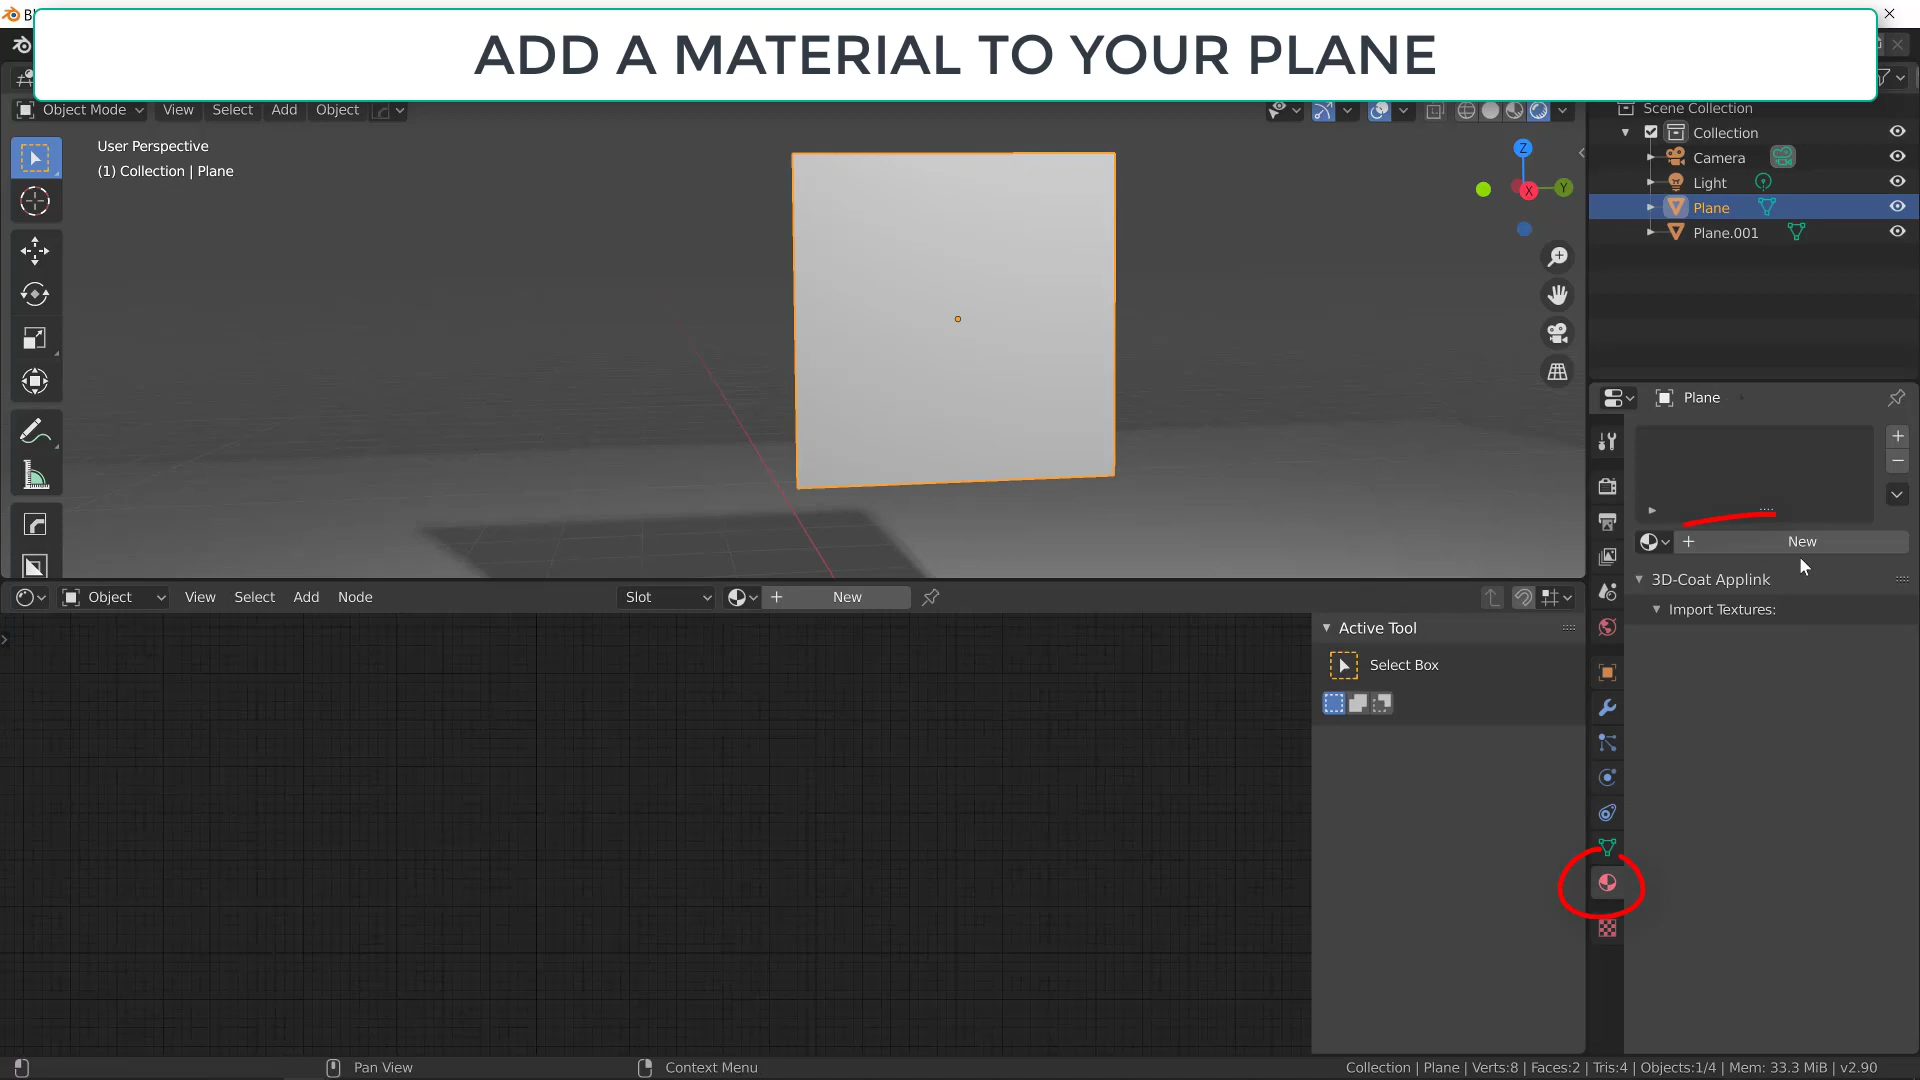 Bl
ADD A MATERIAL TO YOUR PLANE
Object Mode View Select Add Object
Scene Collection
Collection
Camera
Light
Plane
Plane.001
User Perspective
(1) Collection | Plane
Z
Y
X
Plane
New
3D-Coat Applink
Import Textures:
Object View Select Add Node Slot New
Active Tool
Select Box
Pan View
Context Menu
Collection | Plane | Verts:8 | Faces:2 | Tris:4 | Objects:1/4 | Mem: 33.3 MiB | v2.90